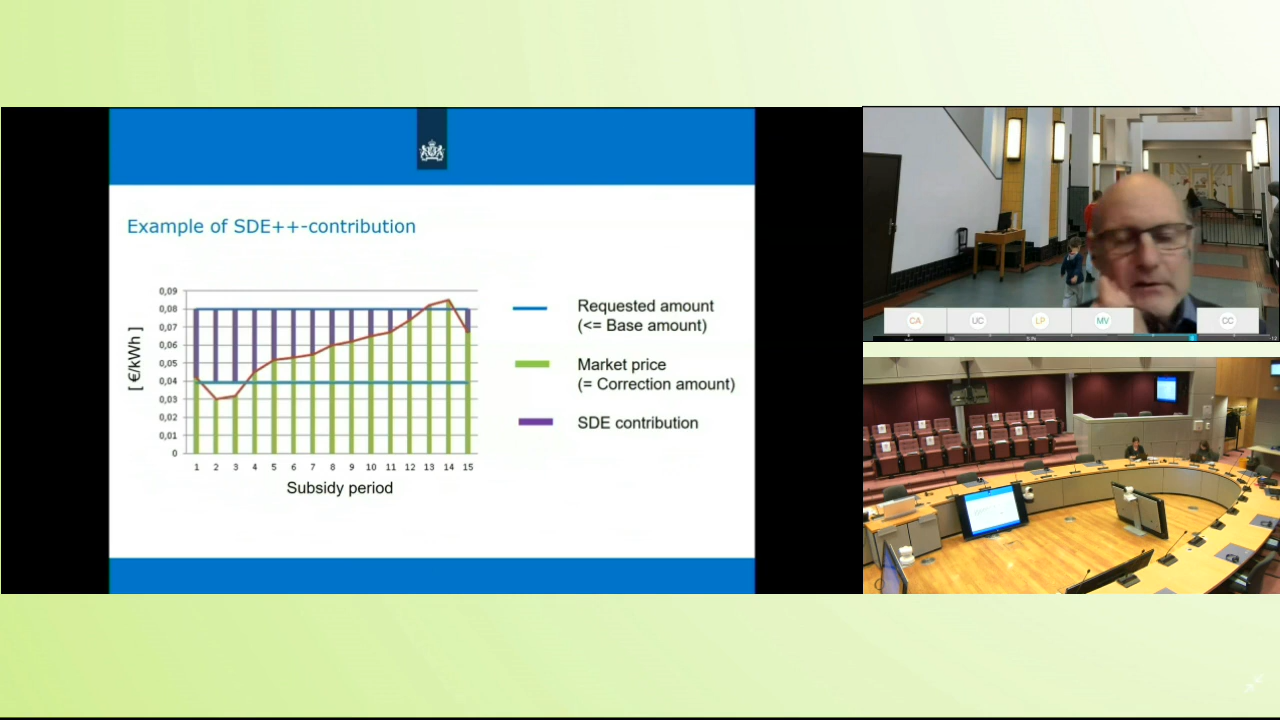 Example of SDE++-contribution
0,09
0,08
0,07
0,06
0,05
0,04
0,03
0,02
0,01
0
[ €/kWh ]
1 2 3 4 5 6 7 8 9 10 11 12 13 14 15
Subsidy period
Requested amount
(<= Base amount)
Market price
(= Correction amount)
SDE contribution
CA UC LP MV CC